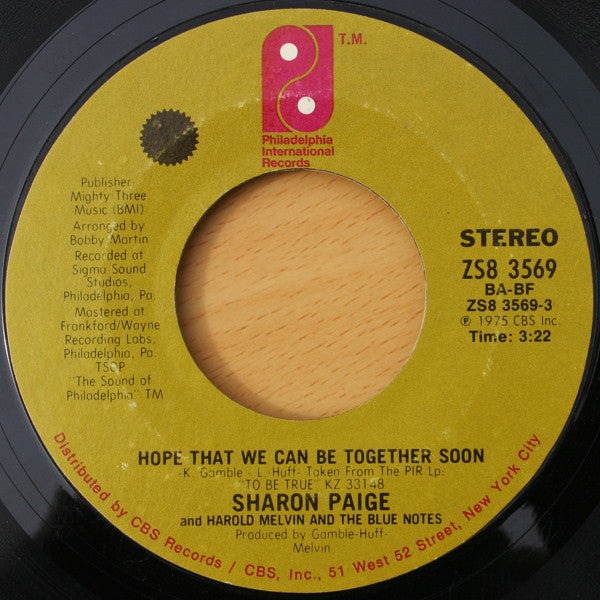 T.M.
Philadelphia
International
Records
Publisher:
Mighty Three
Music (BMI)
Arranged by
Bobby Martin
Recorded at
Sigma Sound
Studios,
Philadelphia, Pa.
Mastered at
Frankford/Wayne
Recording Labs,
Philadelphia, Pa.
TSOP
"The Sound of
Philadelphia" TM
STEREO
ZS8 3569
BA-BF
ZS8 3569-3
℗ 1975 CBS Inc.
Time: 3:22
HOPE THAT WE CAN BE TOGETHER SOON
-K. Gamble - L. Huff- Taken From The PIR Lp:
"TO BE TRUE" KZ 33148
SHARON PAIGE
and HAROLD MELVIN AND THE BLUE NOTES
Produced by Gamble-Huff-
Melvin
Distributed by CBS Records / CBS, Inc., 51 West 52 Street, New York City